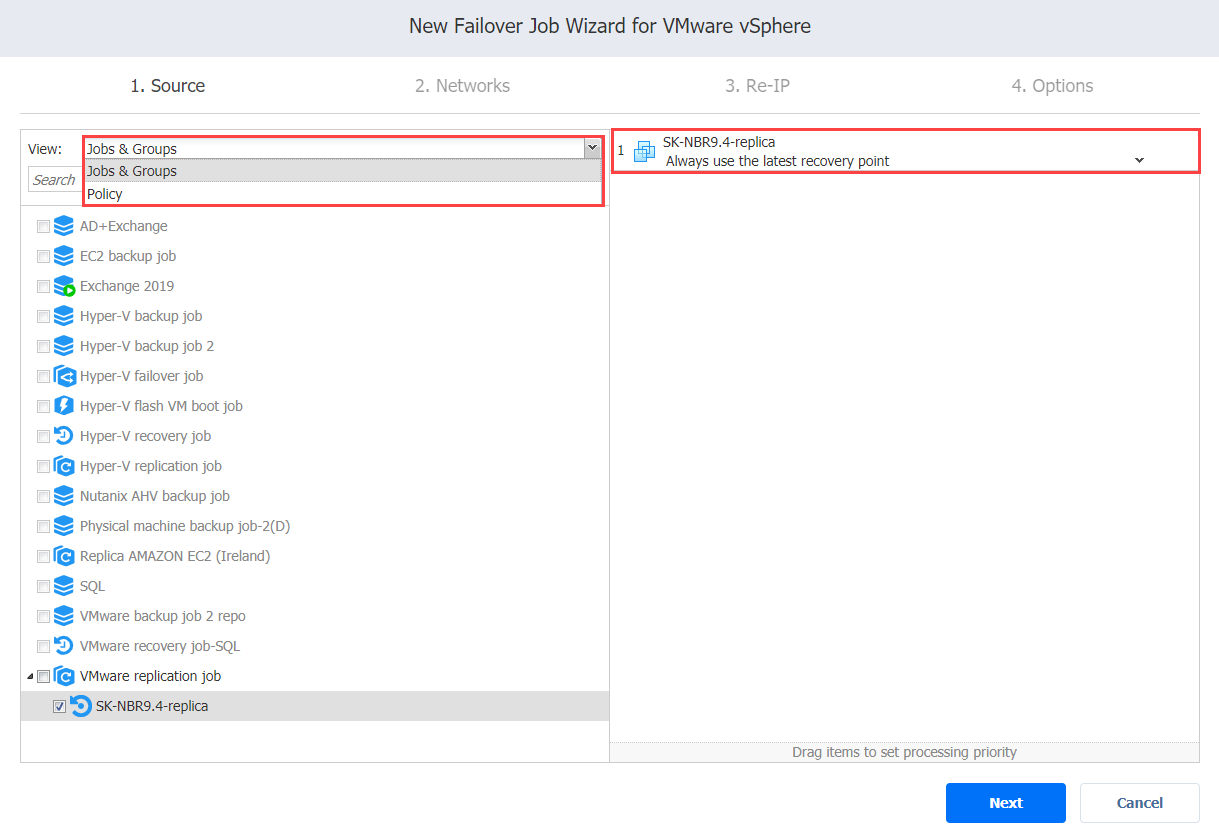 New Failover Job Wizard for VMware vSphere
1. Source
2. Networks
3. Re-IP
4. Options
View:
Jobs & Groups
Jobs & Groups
Policy
Search
AD+Exchange
EC2 backup job
Exchange 2019
Hyper-V backup job
Hyper-V backup job 2
Hyper-V failover job
Hyper-V flash VM boot job
Hyper-V recovery job
Hyper-V replication job
Nutanix AHV backup job
Physical machine backup job-2(D)
Replica AMAZON EC2 (Ireland)
SQL
VMware backup job 2 repo
VMware recovery job-SQL
VMware replication job
SK-NBR9.4-replica
1
SK-NBR9.4-replica
Always use the latest recovery point
Drag items to set processing priority
Next
Cancel